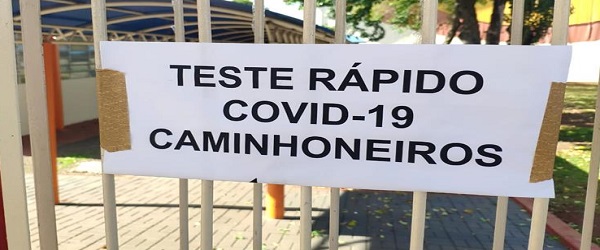 TESTE RÁPIDO
COVID-19
CAMINHONEIROS